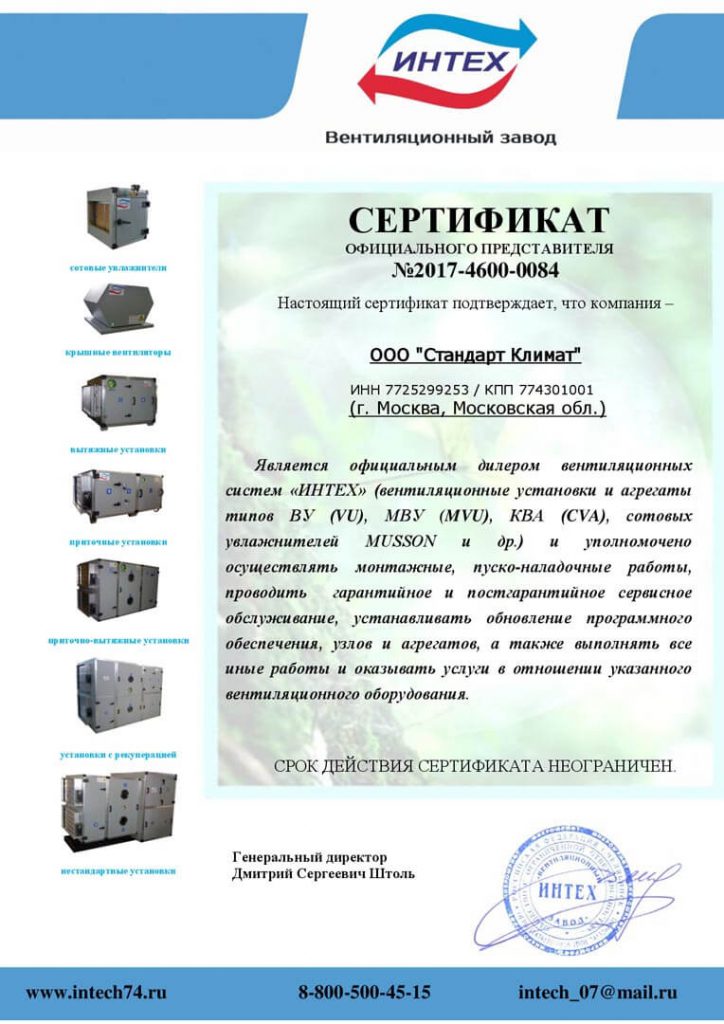 ИНТЕХ
Вентиляционный завод
сотовые увлажнители
крышные вентиляторы
вытяжные установки
приточные установки
приточно-вытяжные установки
установки с рекуперацией
нестандартные установки
СЕРТИФИКАТ
ОФИЦИАЛЬНОГО ПРЕДСТАВИТЕЛЯ
№2017-4600-0084
Настоящий сертификат подтверждает, что компания –
ООО "Стандарт Климат"
ИНН 7725299253 / КПП 774301001
(г. Москва, Московская обл.)
Является официальным дилером вентиляционных
систем «ИНТЕХ» (вентиляционные установки и агрегаты
типов ВУ (VU), МВУ (MVU), КВА (CVA), сотовых
увлажнителей MUSSON и др.) и уполномочено
осуществлять монтажные, пуско-наладочные работы,
проводить гарантийное и постгарантийное сервисное
обслуживание, устанавливать обновление программного
обеспечения, узлов и агрегатов, а также выполнять все
иные работы и оказывать услуги в отношении указанного
вентиляционного оборудования.
СРОК ДЕЙСТВИЯ СЕРТИФИКАТА НЕОГРАНИЧЕН.
Генеральный директор
Дмитрий Сергеевич Штоль
ВЕНТИЛЯЦИОННЫЙ
ИНТЕХ
ЗАВОД
www.intech74.ru
8-800-500-45-15
intech_07@mail.ru